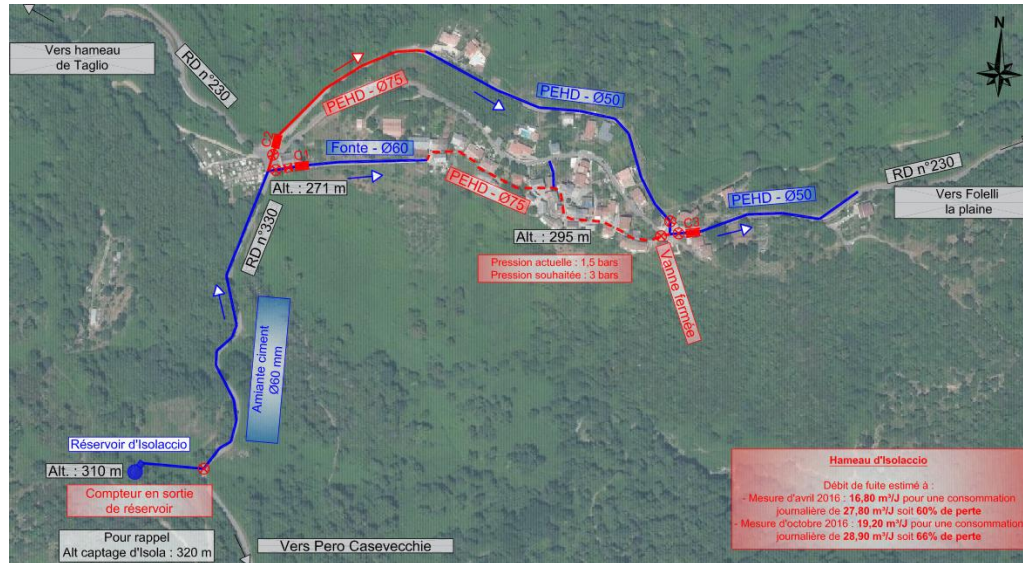 Vers hameau
de Taglio
RD n°230
N
PEHD - Ø75
PEHD - Ø50
C2
C1
Fonte - Ø60
Alt. : 271 m
PEHD - Ø75
RD n°230
Vers Folelli
la plaine
PEHD - Ø50
C3
Alt. : 295 m
Pression actuelle : 1,5 bars
Pression souhaitée : 3 bars
Vanne fermée
RD n°330
Amiante ciment
Ø60 mm
Réservoir d'Isolaccio
Alt. : 310 m
Compteur en sortie
de réservoir
Pour rappel
Alt captage d'Isola : 320 m
Vers Pero Casevecchie
Hameau d'Isolaccio
Débit de fuite estimé à :
- Mesure d'avril 2016 : 16,80 m³/J pour une consommation
journalière de 27,80 m³/J soit 60% de perte
- Mesure d'octobre 2016 : 19,20 m³/J pour une consommation
journalière de 28,90 m³/J soit 66% de perte